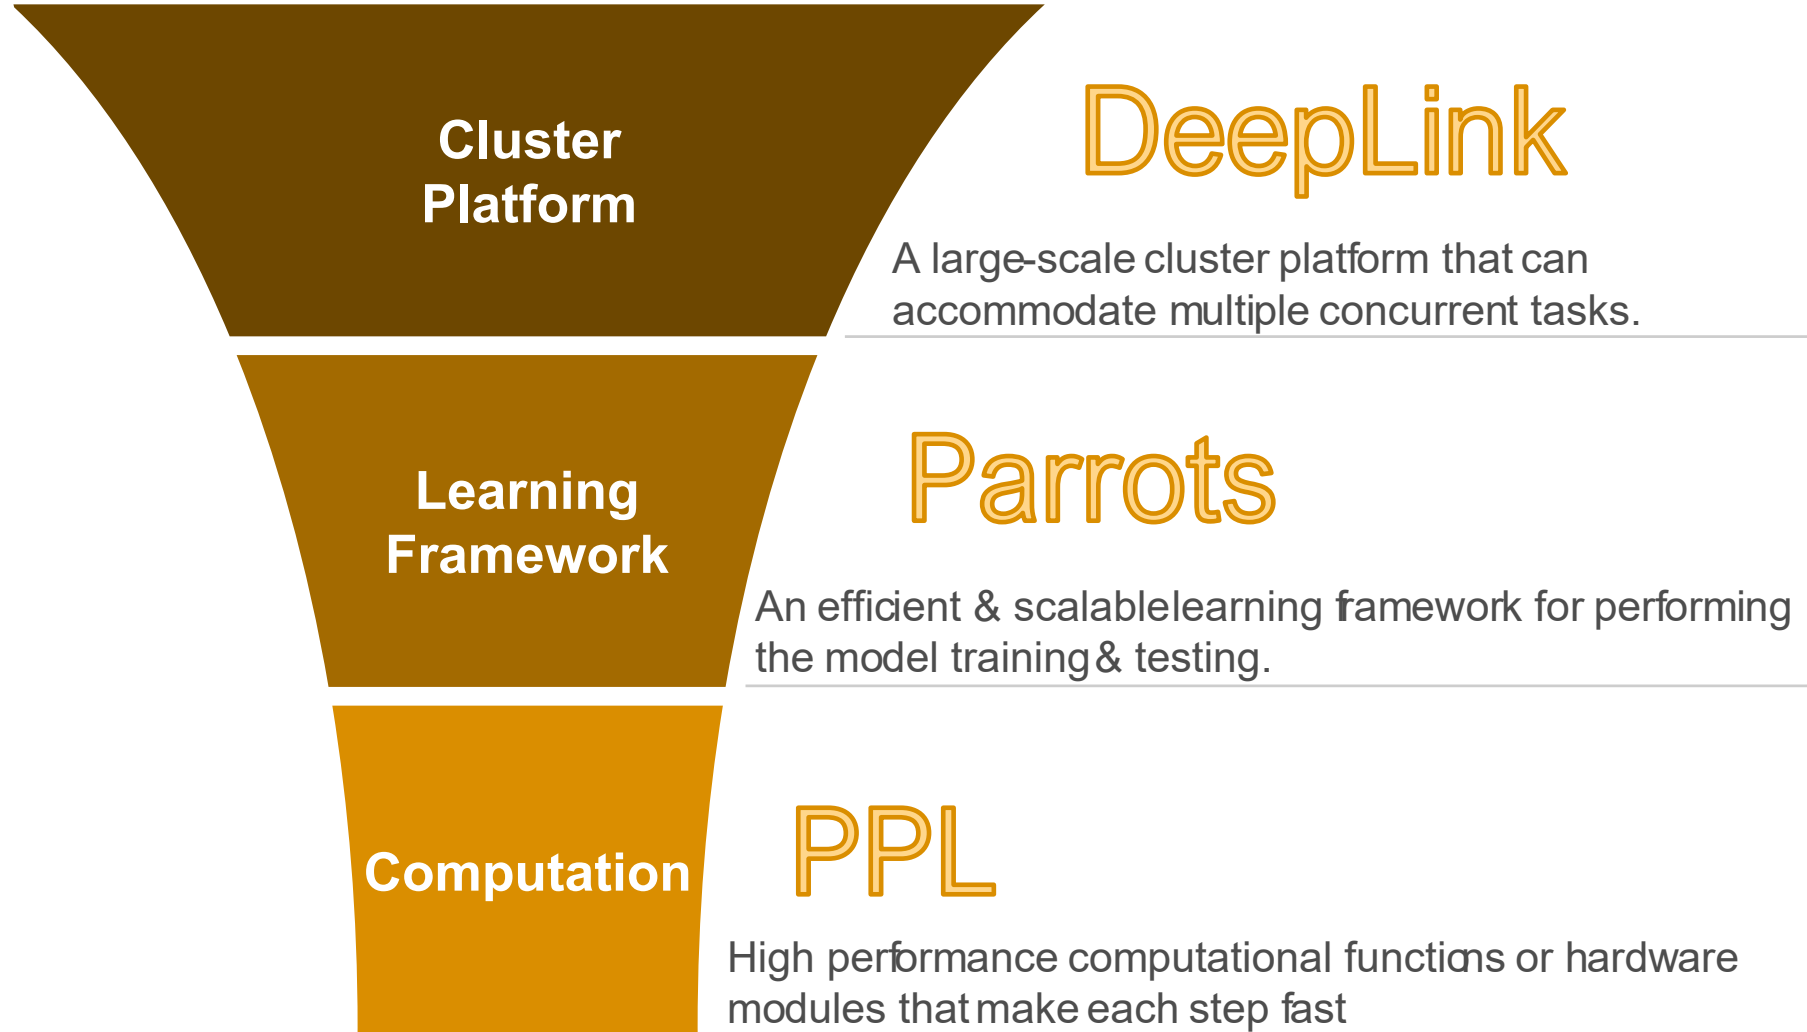 Cluster
Platform
DeepLink
A large-scale cluster platform that can
accommodate multiple concurrent tasks.
Learning
Framework
Parrots
An efficient & scalablelearning framework for performing
the model training & testing.
Computation
PPL
High performance computational functions or hardware
modules that make each step fast